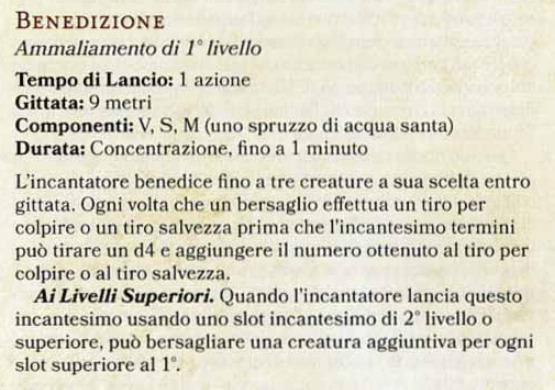 BENEDIZIONE
Ammaliamento di 1° livello
Tempo di Lancio: 1 azione
Gittata: 9 metri
Componenti: V, S, M (uno spruzzo di acqua santa)
Durata: Concentrazione, fino a 1 minuto
L'incantatore benedice fino a tre creature a sua scelta entro
gittata. Ogni volta che un bersaglio effettua un tiro per
colpire o un tiro salvezza prima che l'incantesimo termini
può tirare un d4 e aggiungere il numero ottenuto al tiro per
colpire o al tiro salvezza.
Ai Livelli Superiori. Quando l'incantatore lancia questo
incantesimo usando uno slot incantesimo di 2° livello o
superiore, può bersagliare una creatura aggiuntiva per ogni
slot superiore al 1°.